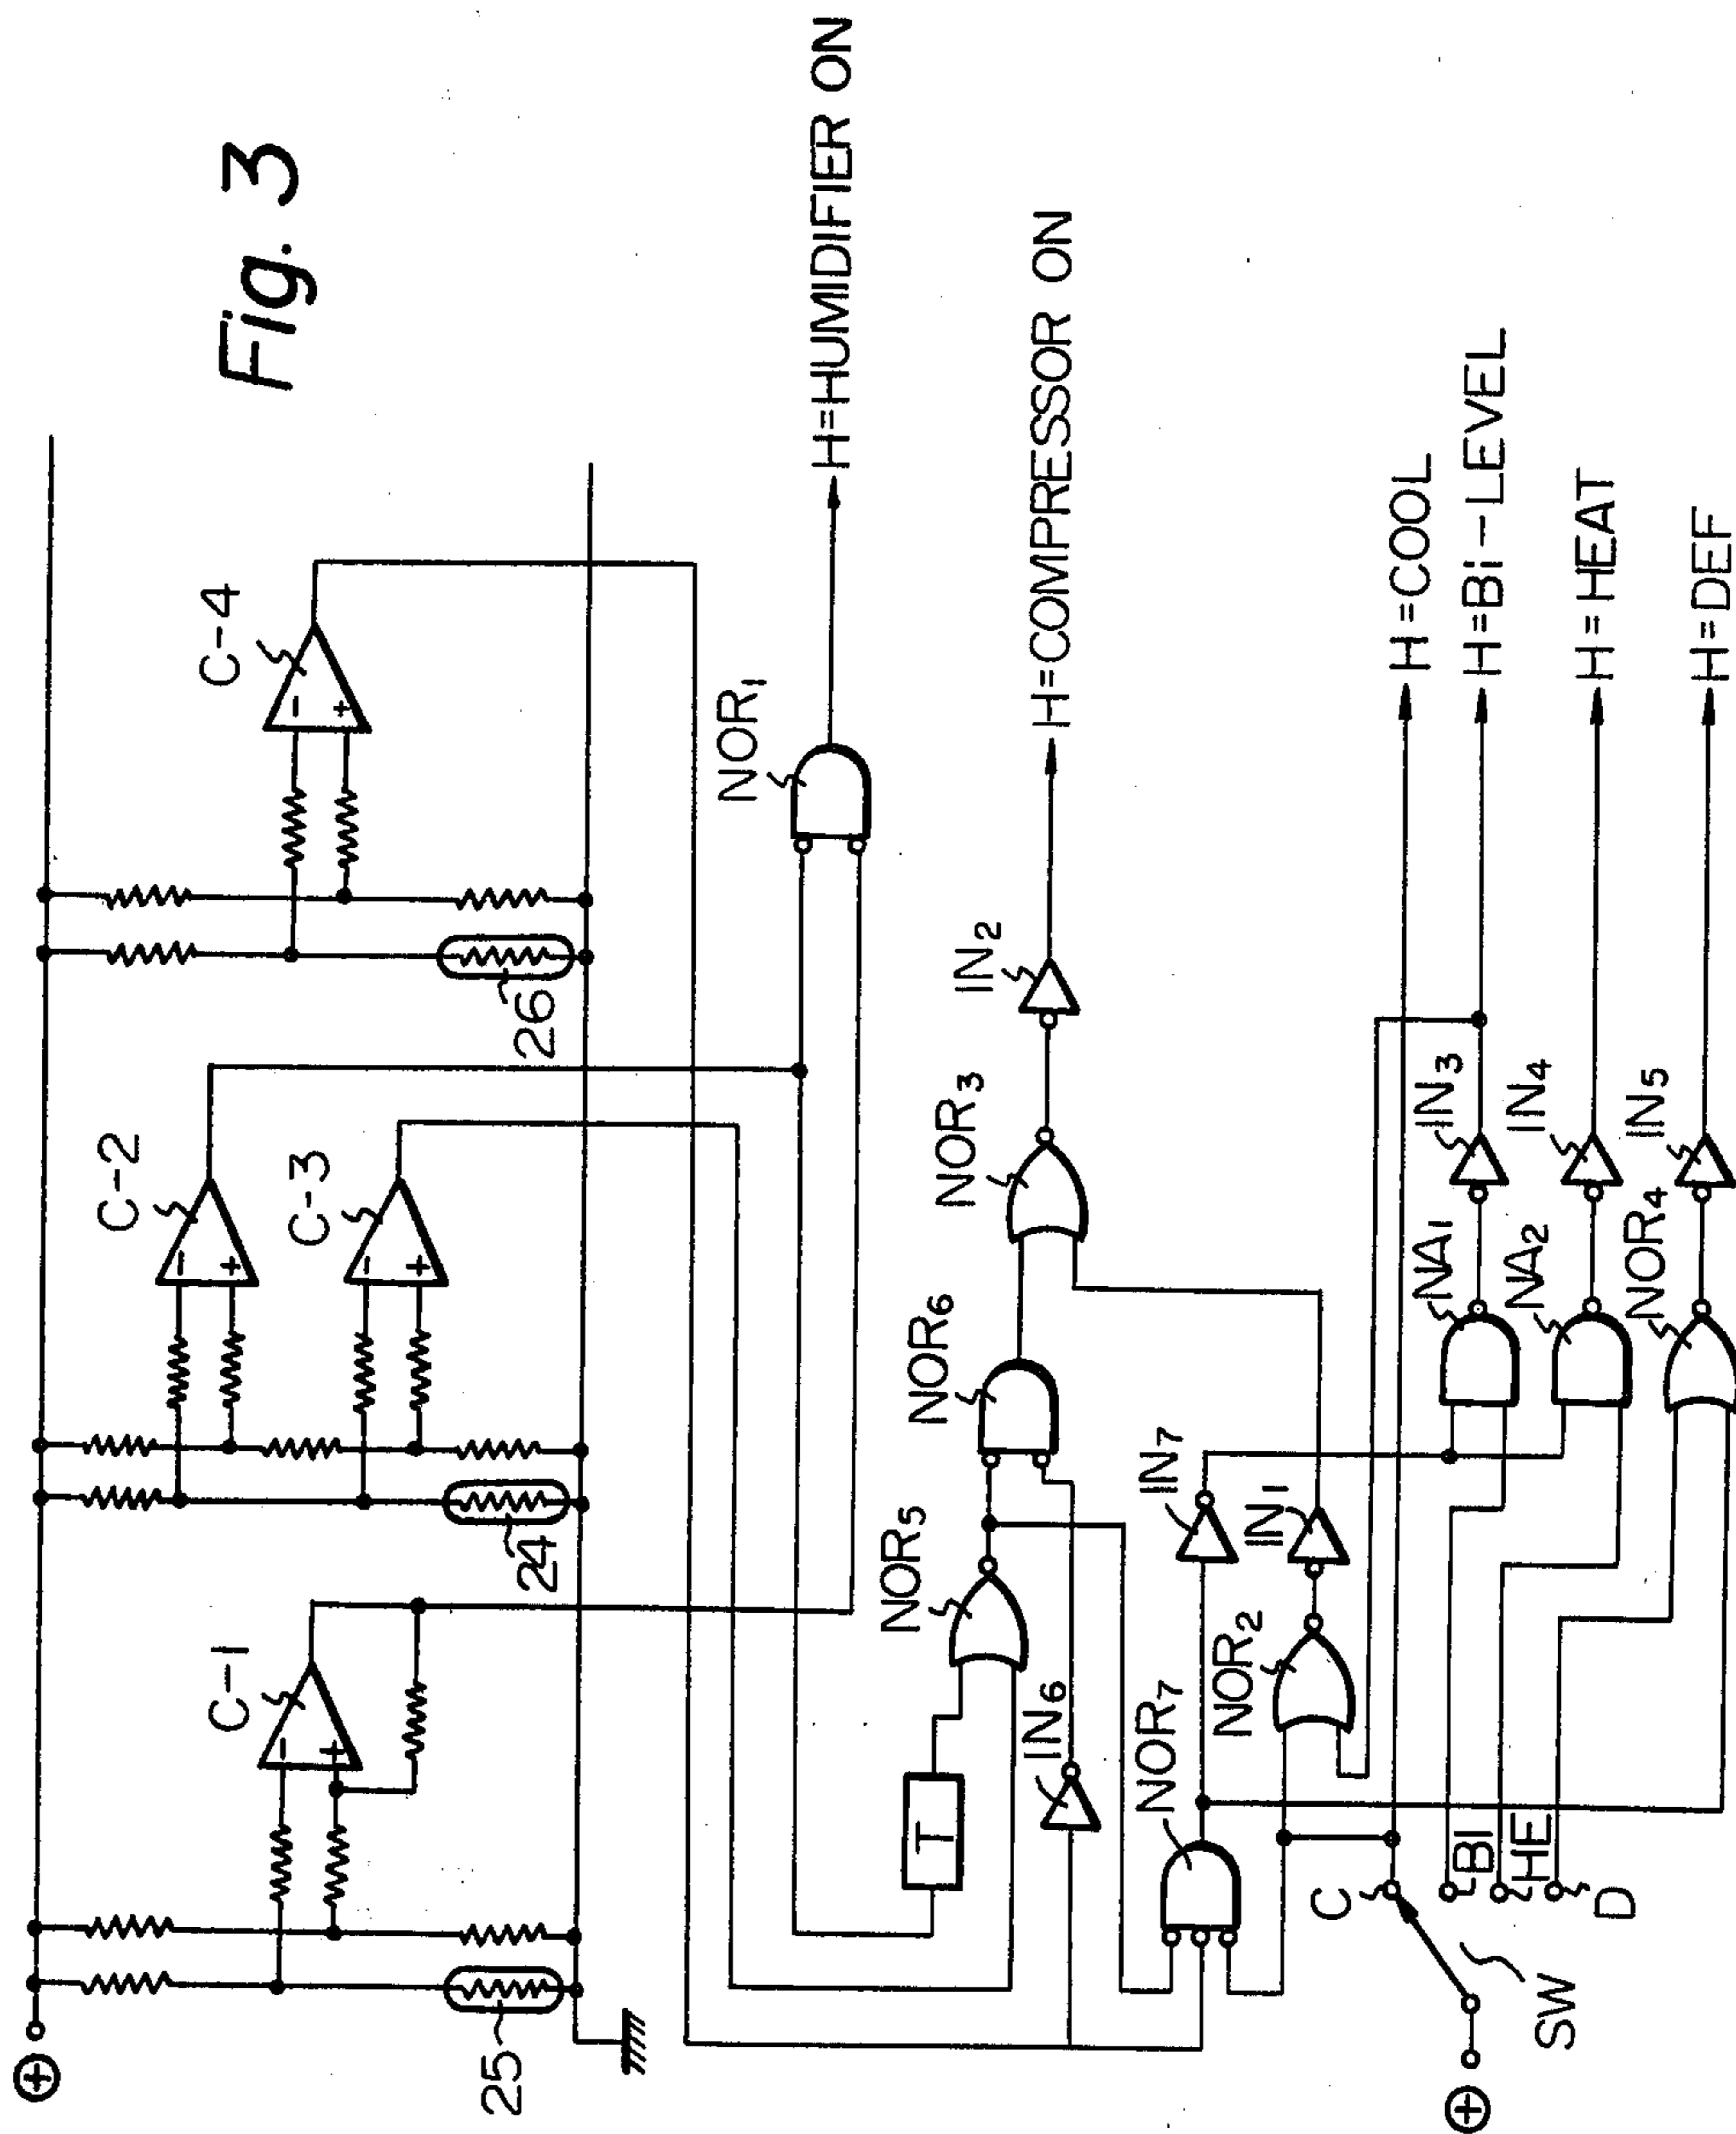 Fig. 3
C-1
C-2
C-3
C-4
25
24
26
NOR1
H=HUMIDIFIER ON
T
NOR5
NOR6
NOR3
IN2
H=COMPRESSOR ON
IN6
NOR7
IN7
NOR2
IN1
H=COOL
NA1
IN3
H=Bi-LEVEL
NA2
IN4
H=HEAT
NOR4
IN5
H=DEF
C
BI
HE
D
SW